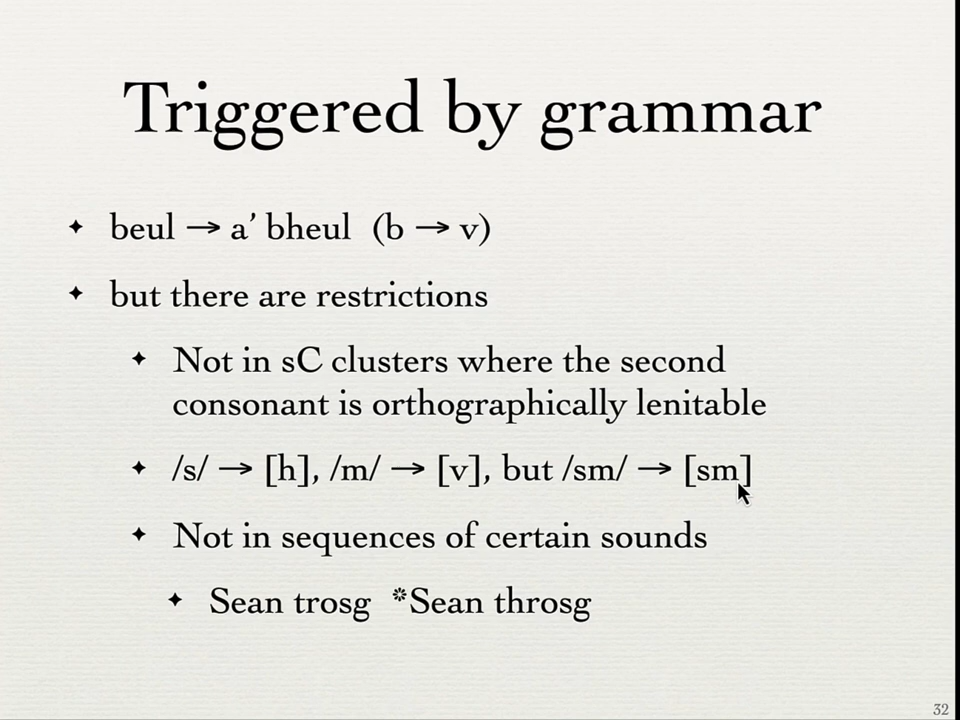 Triggered by grammar
✦ beul → a’ bheul (b → v)
✦ but there are restrictions
✦ Not in sC clusters where the second
consonant is orthographically lenitable
✦ /s/ → [h], /m/ → [v], but /sm/ → [sm]
✦ Not in sequences of certain sounds
✦ Sean trosg *Sean throsg
32